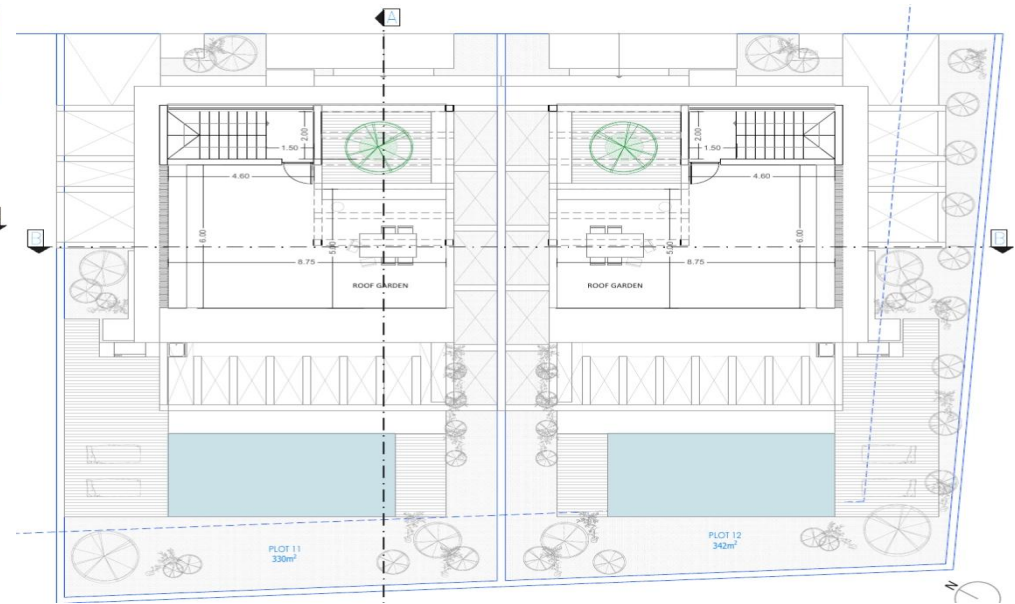 A
2.00
2.00
1.50
1.50
4.60
4.60
6.00
5.00
5.00
6.00
B
B
8.75
8.75
ROOF GARDEN
ROOF GARDEN
PLOT 11
330m²
PLOT 12
342m²
N